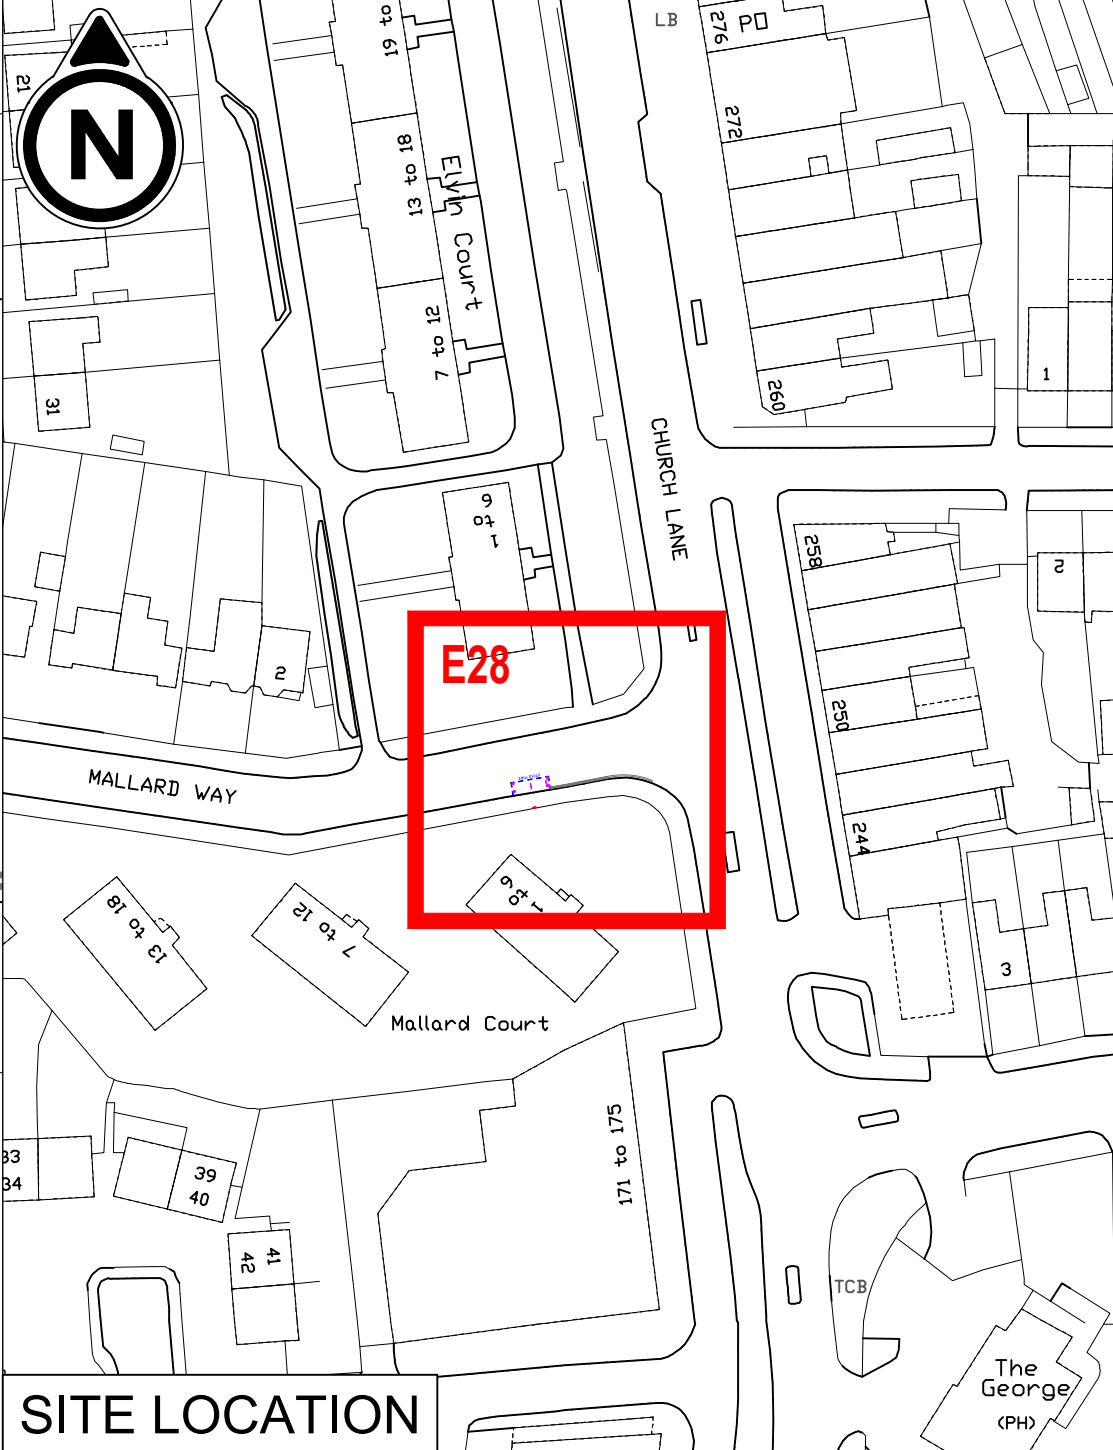 N
21
19 to
LB
276
P
272
13 to 18
Elvin Court
7 to 12
31
260
1
CHURCH LANE
1 to 6
258
2
E28
2
250
MALLARD WAY
244
1 to 6
13 to 18
7 to 12
3
Mallard Court
171 to 175
33
34
39
40
41
42
TCB
The
George
(PH)
SITE LOCATION